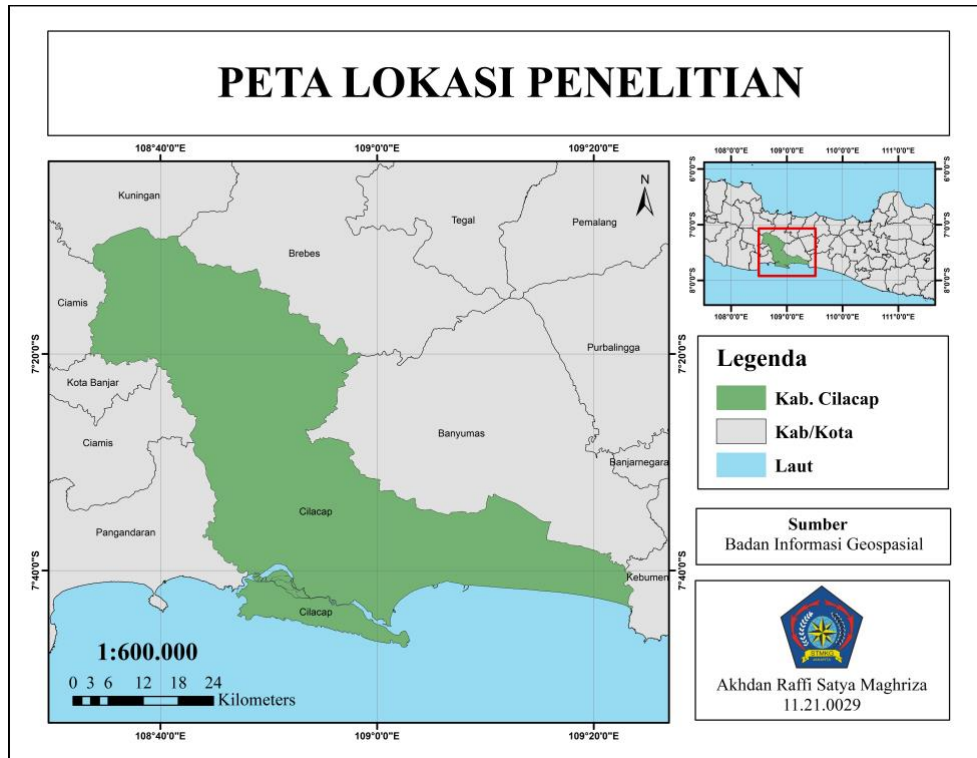 PETA LOKASI PENELITIAN
108°40'0"E 109°0'0"E 109°20'0"E
7°20'0"S
7°40'0"S
Kuningan
Tegal
Pemalang
Brebes
Ciamis
Purbalingga
Kota Banjar
Ciamis
Banyumas
Banjarnegara
Cilacap
Pangandaran
Kebumen
Cilacap
N
1:600.000
0 3 6 12 18 24
Kilometers
7°20'0"S
7°40'0"S
108°40'0"E 109°0'0"E 109°20'0"E
108°0'0"E 109°0'0"E 110°0'0"E 111°0'0"E
6°0'0"S
7°0'0"S
8°0'0"S
6°0'0"S
7°0'0"S
8°0'0"S
108°0'0"E 109°0'0"E 110°0'0"E 111°0'0"E
Legenda
Kab. Cilacap
Kab/Kota
Laut
Sumber
Badan Informasi Geospasial
STMKG
Akhdan Raffi Satya Maghriza
11.21.0029